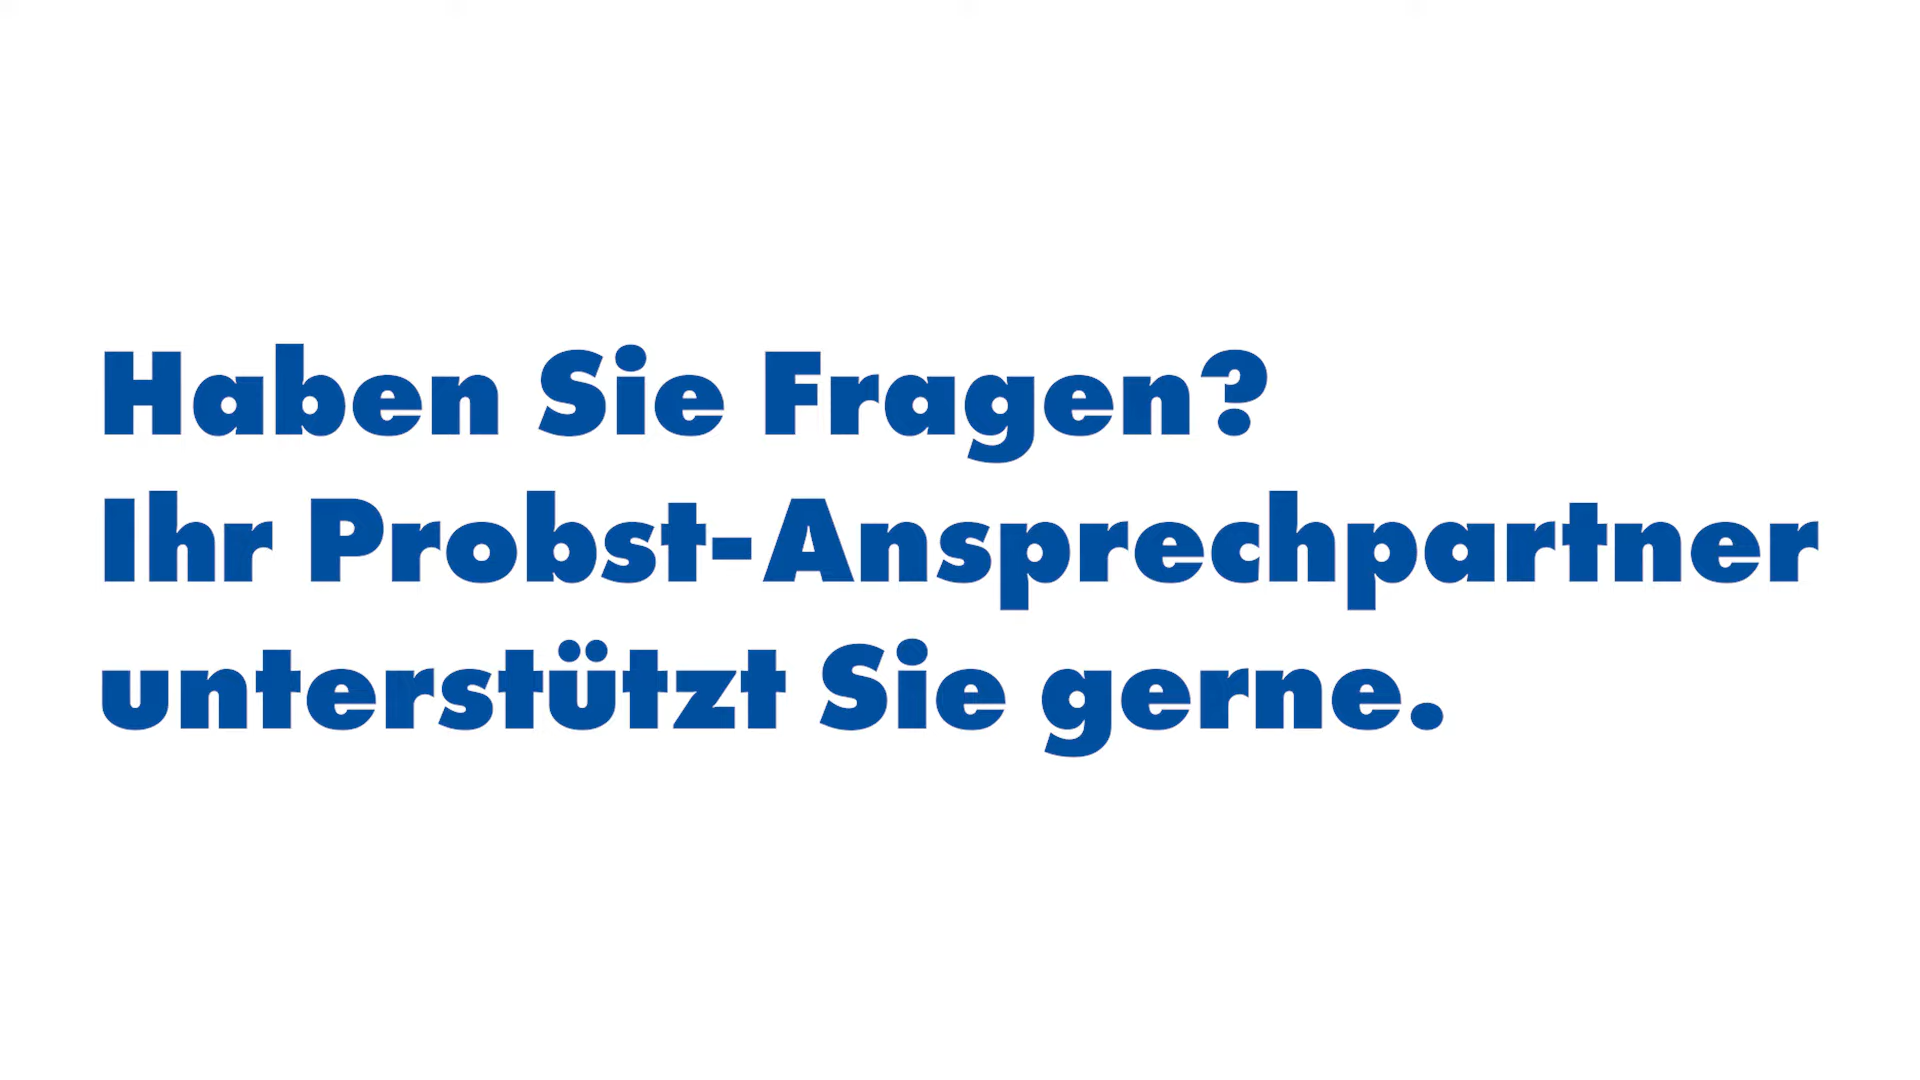 Haben Sie Fragen?
Ihr Probst-Ansprechpartner
unterstützt Sie gerne.